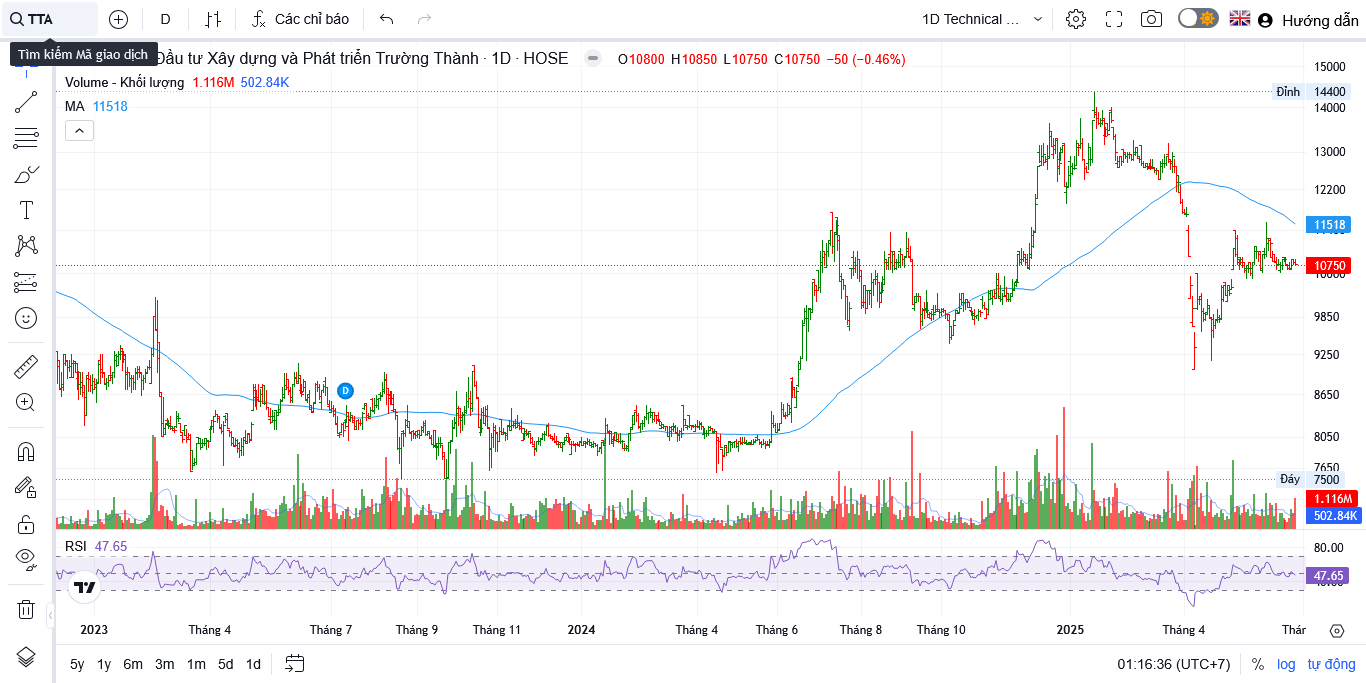 TTA
D
Các chỉ báo
1D Technical ...
Hướng dẫn
Tìm kiếm Mã giao dịch
Đầu tư Xây dựng và Phát triển Trường Thành · 1D · HOSE
O10800 H10850 L10750 C10750 −50 (−0.46%)
Volume - Khối lượng 1.116M 502.84K
MA 11518
15000
Đỉnh 14400
14000
13000
12200
11518
10750
9850
9250
D
8650
8050
7650
Đáy 7500
1.116M
502.84K
RSI 47.65
80.00
47.65
2023 Tháng 4 Tháng 7 Tháng 9 Tháng 11 2024 Tháng 4 Tháng 6 Tháng 8 Tháng 10 2025 Tháng 4 Thár
5y 1y 6m 3m 1m 5d 1d
01:16:36 (UTC+7) % log tự động